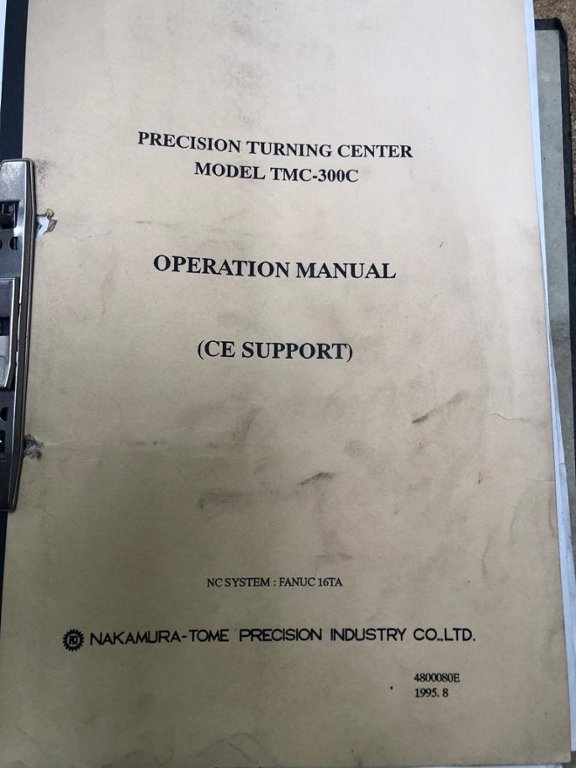 PRECISION TURNING CENTER
MODEL TMC-300C
OPERATION MANUAL
(CE SUPPORT)
NC SYSTEM : FANUC 16TA
NAKAMURA-TOME PRECISION INDUSTRY CO.,LTD.
4800080E
1995. 8